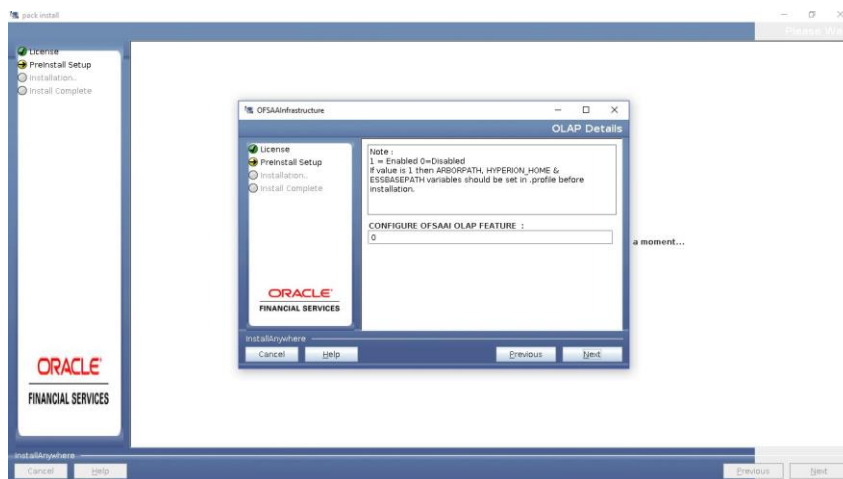 pack install
Please Wa
License
PreInstall Setup
Installation..
Install Complete
OFSAAInfrastructure
OLAP Details
License
PreInstall Setup
Installation..
Install Complete
Note :
1 = Enabled 0=Disabled
If value is 1 then ARBORPATH, HYPERION_HOME &
ESSBASEPATH variables should be set in .profile before
installation.
CONFIGURE OFSAAI OLAP FEATURE :
0
a moment...
ORACLE
FINANCIAL SERVICES
InstallAnywhere
Cancel
Help
Previous
Next
ORACLE
FINANCIAL SERVICES
InstallAnywhere
Cancel
Help
Previous
Next